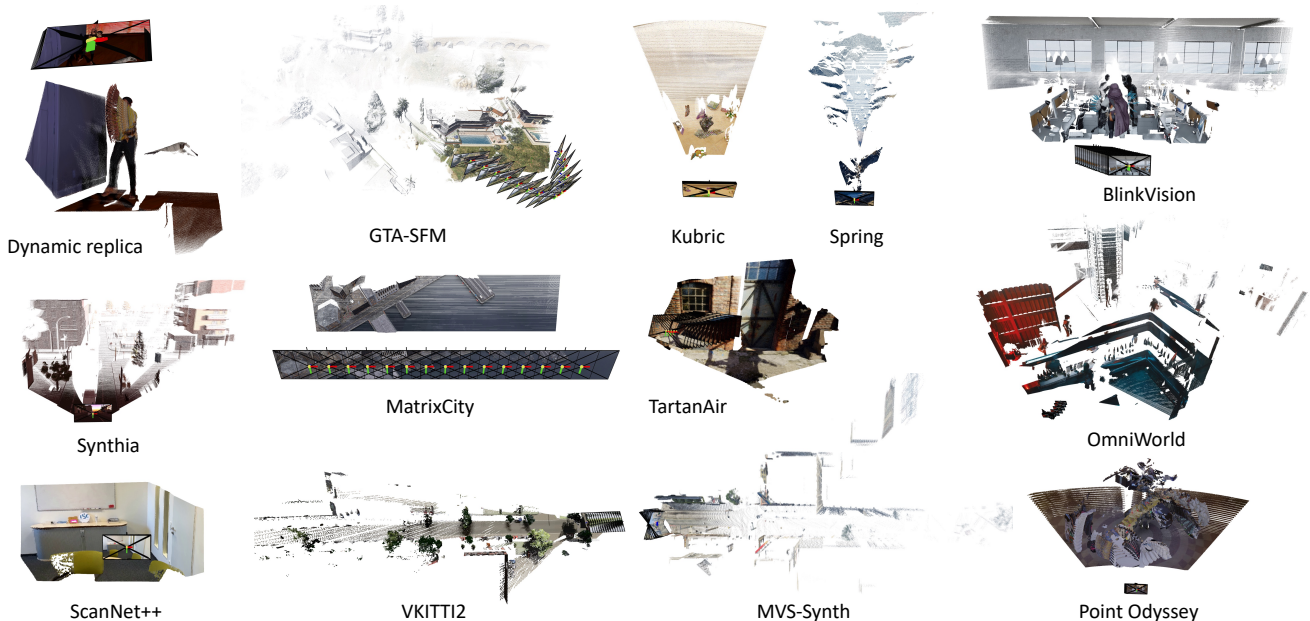 BlinkVision
GTA-SFM
Kubric
Spring
Dynamic replica
MatrixCity
TartanAir
OmniWorld
Synthia
ScanNet++
VKITTI2
MVS-Synth
Point Odyssey